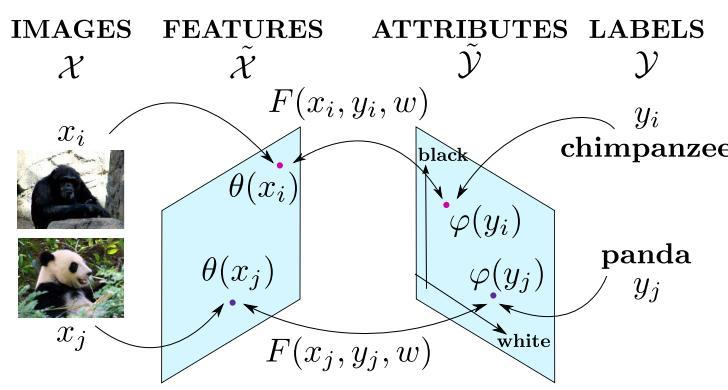 IMAGES FEATURES ATTRIBUTES LABELS
𝒳 𝒳̃ 𝒴̃ 𝒴
F(xᵢ, yᵢ, w)
xᵢ
yᵢ
chimpanzee
black
θ(xᵢ)
φ(yᵢ)
θ(xⱼ)
φ(yⱼ)
panda
yⱼ
xⱼ
white
F(xⱼ, yⱼ, w)